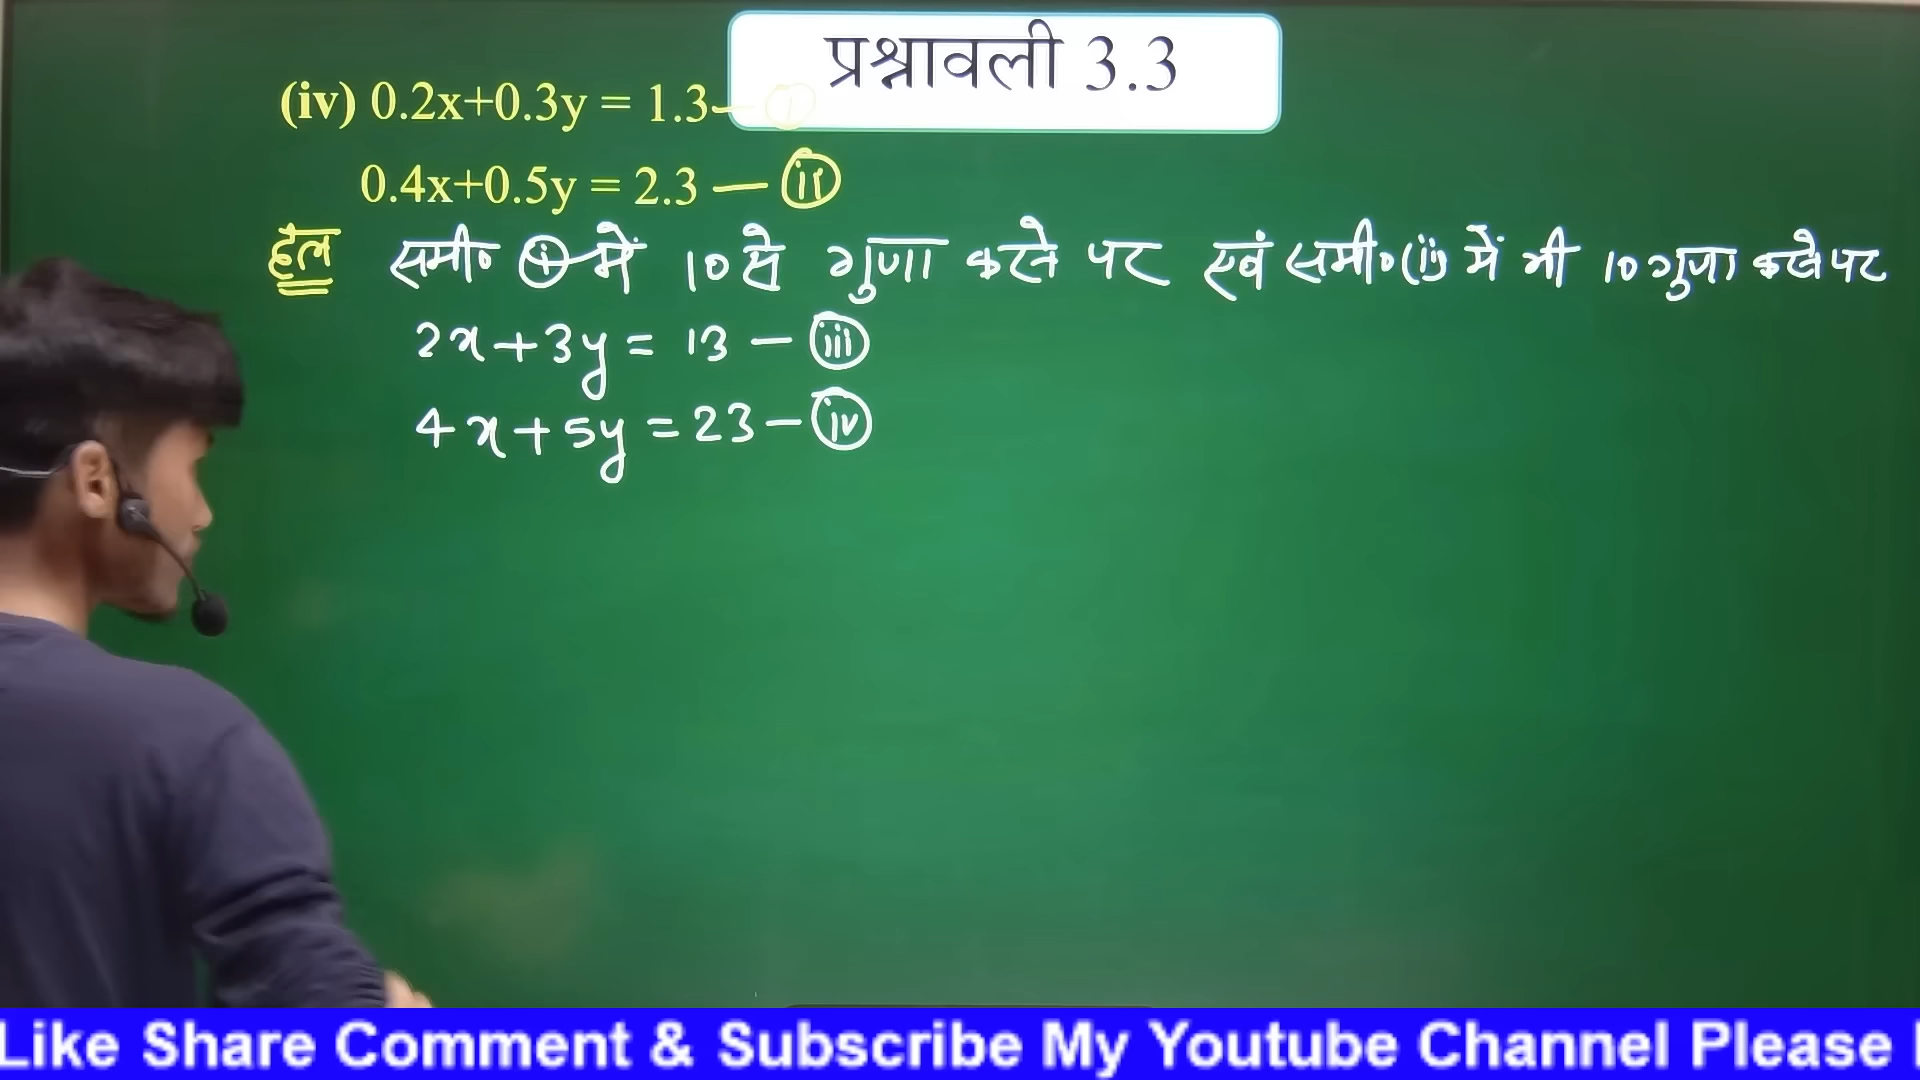 प्रश्नावली 3.3
(iv) 0.2x+0.3y = 1.3— (i)
0.4x+0.5y = 2.3 — (ii)
हल समी० (i) में 10 से गुणा करने पर एवं समी० (ii) में भी 10 गुणा करने पर
2x+3y = 13 — (iii)
4x+5y = 23 — (iv)
Like Share Comment & Subscribe My Youtube Channel Please